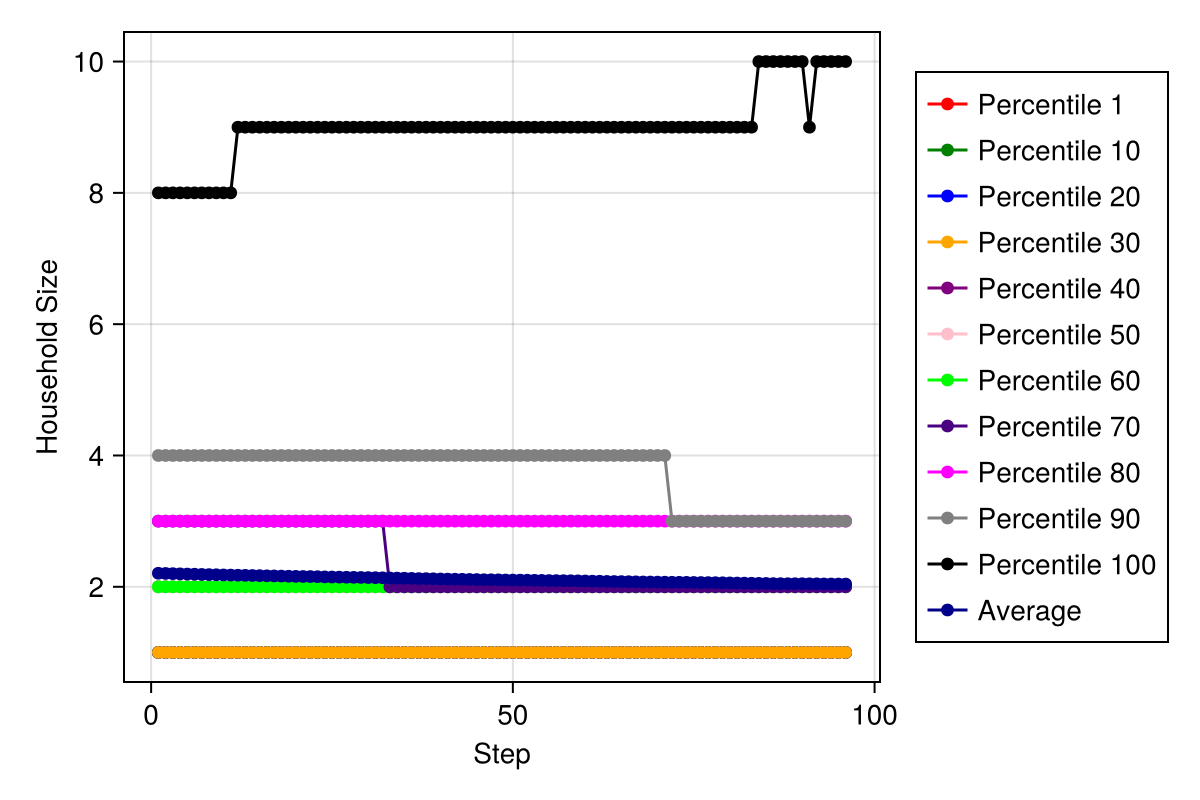 10
8
6
4
2
Household Size
0
50
100
Step
Percentile 1
Percentile 10
Percentile 20
Percentile 30
Percentile 40
Percentile 50
Percentile 60
Percentile 70
Percentile 80
Percentile 90
Percentile 100
Average